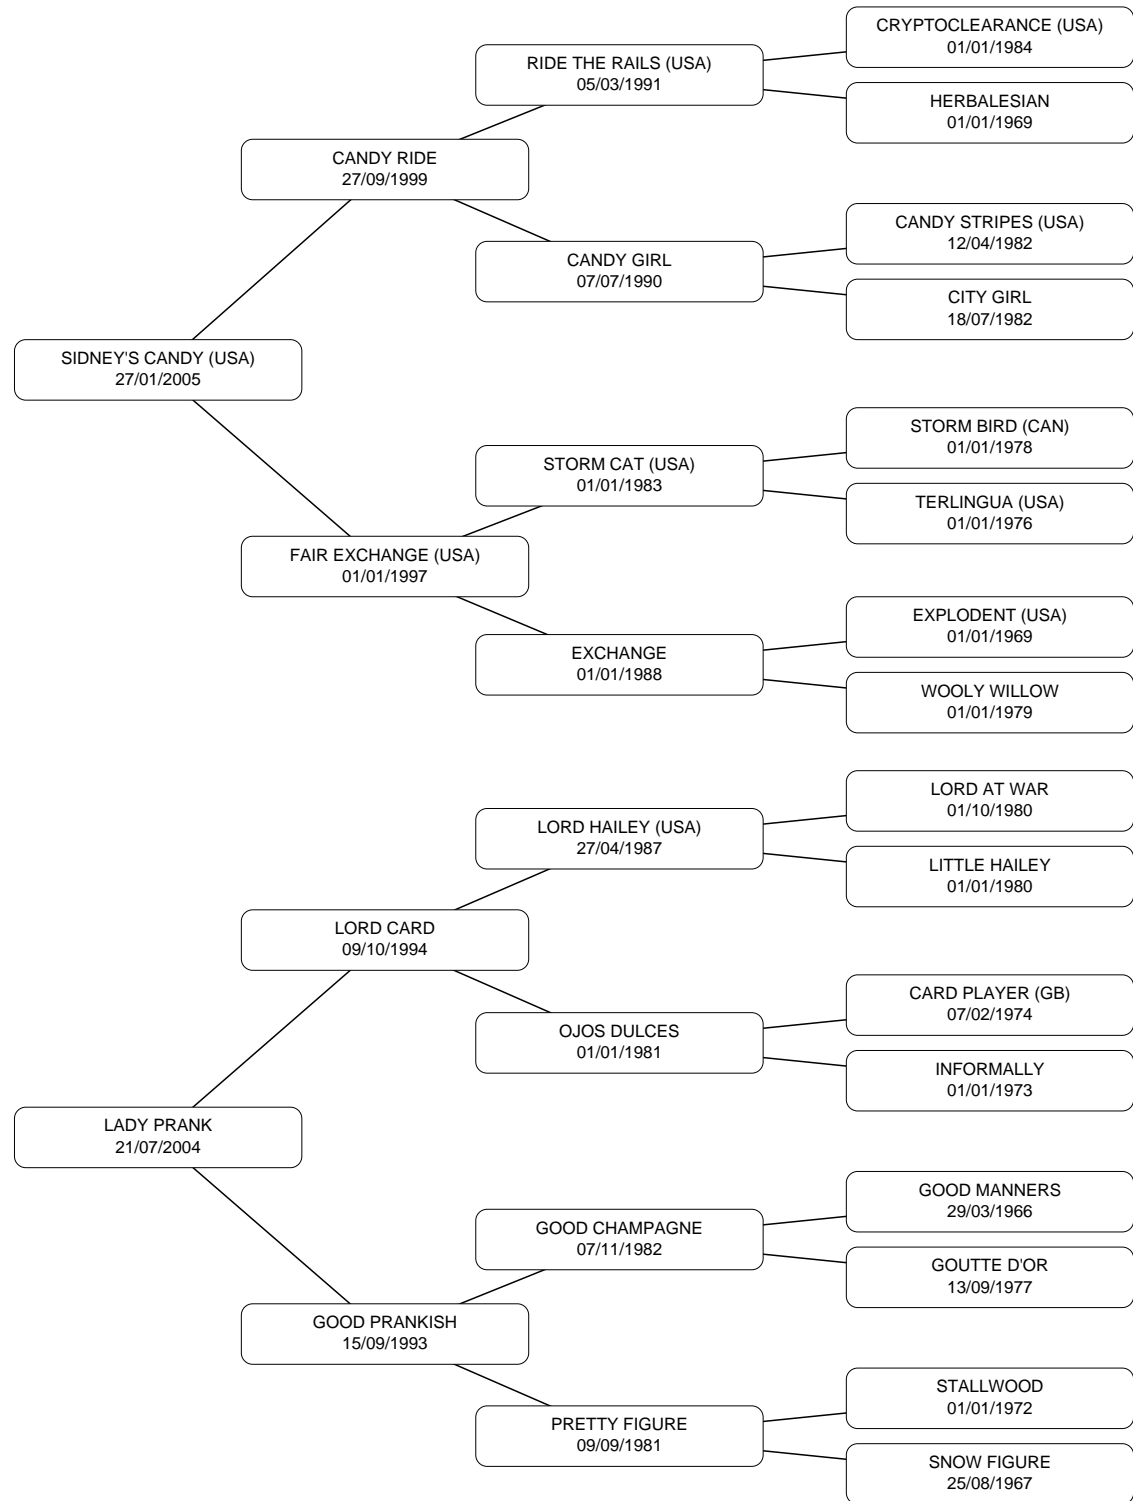 CRYPTOCLEARANCE (USA)
01/01/1984
RIDE THE RAILS (USA)
05/03/1991
HERBALESIAN
01/01/1969
CANDY RIDE
27/09/1999
CANDY STRIPES (USA)
12/04/1982
CANDY GIRL
07/07/1990
CITY GIRL
18/07/1982
SIDNEY'S CANDY (USA)
27/01/2005
STORM BIRD (CAN)
01/01/1978
STORM CAT (USA)
01/01/1983
TERLINGUA (USA)
01/01/1976
FAIR EXCHANGE (USA)
01/01/1997
EXPLODENT (USA)
01/01/1969
EXCHANGE
01/01/1988
WOOLY WILLOW
01/01/1979
LORD AT WAR
01/10/1980
LORD HAILEY (USA)
27/04/1987
LITTLE HAILEY
01/01/1980
LORD CARD
09/10/1994
CARD PLAYER (GB)
07/02/1974
OJOS DULCES
01/01/1981
INFORMALLY
01/01/1973
LADY PRANK
21/07/2004
GOOD MANNERS
29/03/1966
GOOD CHAMPAGNE
07/11/1982
GOUTTE D'OR
13/09/1977
GOOD PRANKISH
15/09/1993
STALLWOOD
01/01/1972
PRETTY FIGURE
09/09/1981
SNOW FIGURE
25/08/1967